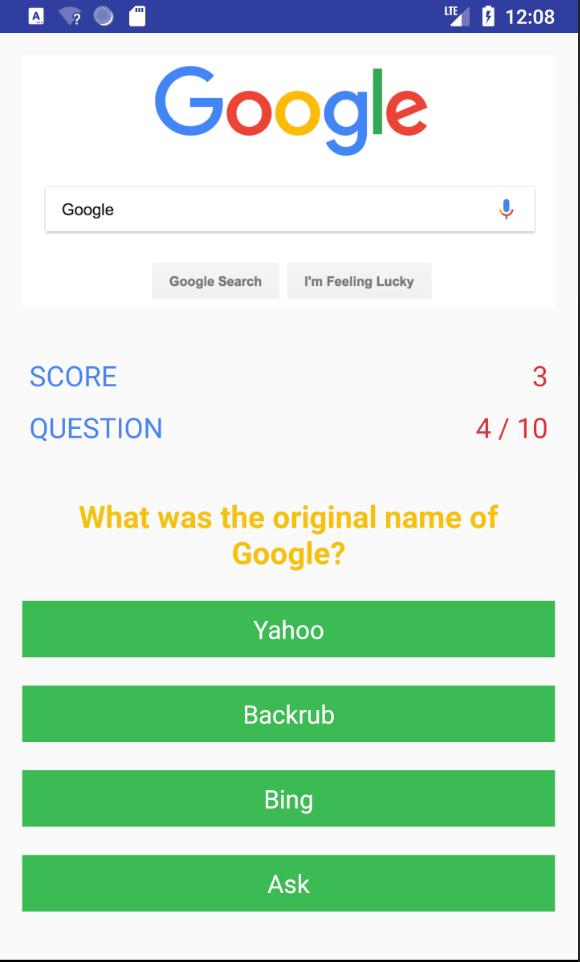 A ? LTE 12:08
Google
Google
Google Search I'm Feeling Lucky
SCORE 3
QUESTION 4 / 10
What was the original name of
Google?
Yahoo
Backrub
Bing
Ask